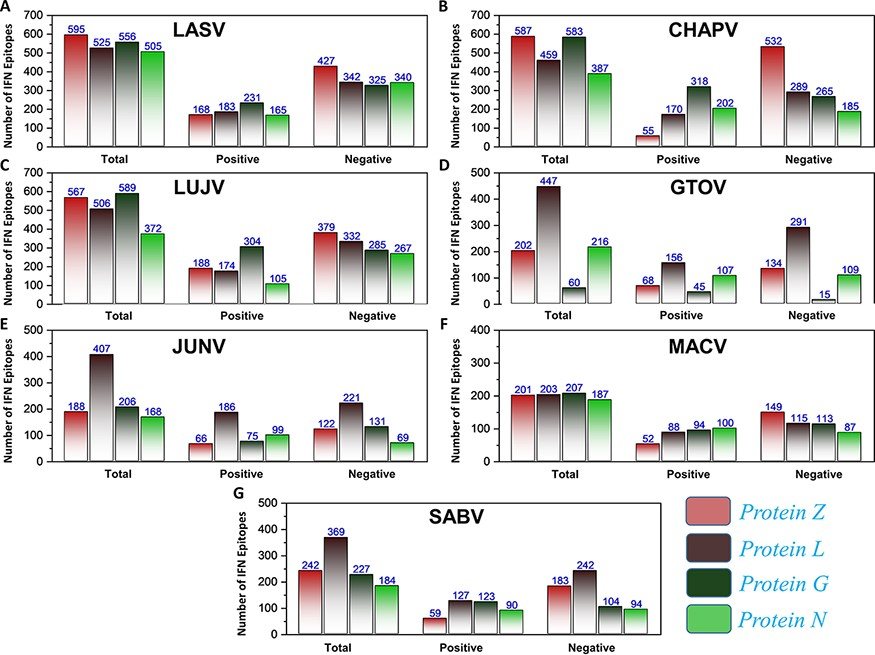 A
LASV
Number of IFN Epitopes
700
600
500
400
300
200
100
0
595
525
556
505
168
183
231
165
427
342
325
340
Total
Positive
Negative
B
CHAPV
Number of IFN Epitopes
700
600
500
400
300
200
100
0
587
459
583
387
55
170
318
202
532
289
265
185
Total
Positive
Negative
C
LUJV
Number of IFN Epitopes
700
600
500
400
300
200
100
0
567
506
589
372
188
174
304
105
379
332
285
267
Total
Positive
Negative
D
GTOV
Number of IFN Epitopes
500
400
300
200
100
0
202
447
60
216
68
156
45
107
134
291
15
109
Total
Positive
Negative
E
JUNV
Number of IFN Epitopes
500
400
300
200
100
0
188
407
206
168
66
186
75
99
122
221
131
69
Total
Positive
Negative
F
MACV
Number of IFN Epitopes
400
300
200
100
0
201
203
207
187
52
88
94
100
149
115
113
87
Total
Positive
Negative
G
SABV
Number of IFN Epitopes
500
400
300
200
100
0
242
369
227
184
59
127
123
90
183
242
104
94
Total
Positive
Negative
Protein Z
Protein L
Protein G
Protein N